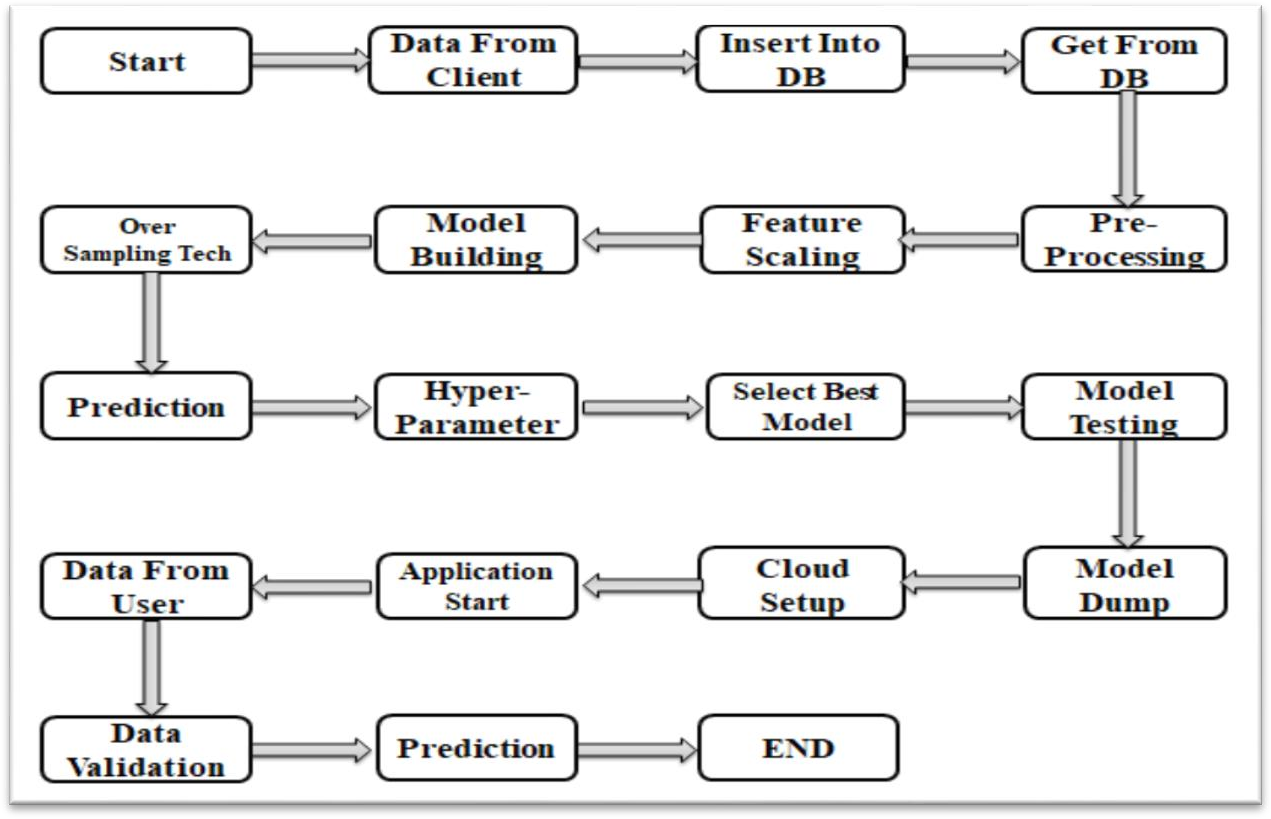 Start
Data From
Client
Insert Into
DB
Get From
DB
Pre-
Processing
Feature
Scaling
Model
Building
Over
Sampling Tech
Prediction
Hyper-
Parameter
Select Best
Model
Model
Testing
Model
Dump
Cloud
Setup
Application
Start
Data From
User
Data
Validation
Prediction
END